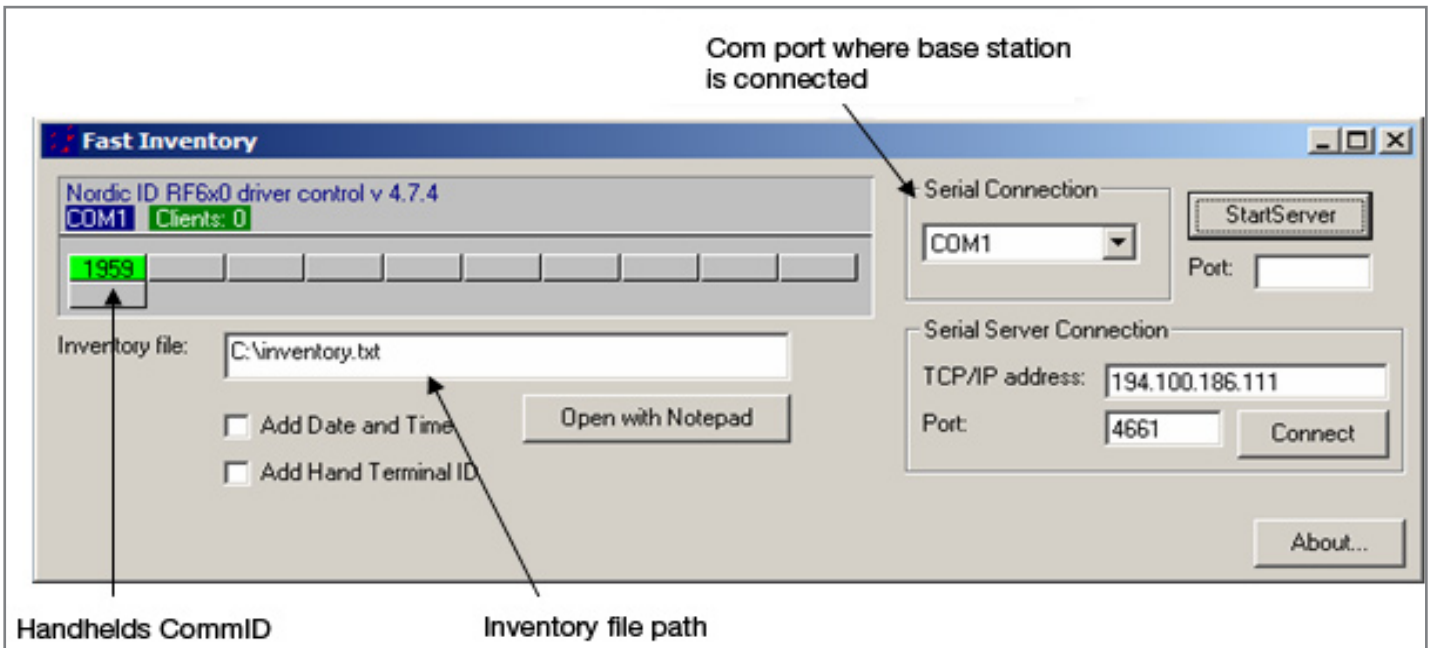 Com port where base station
is connected
Fast Inventory
Nordic ID RF6x0 driver control v 4.7.4
COM1 Clients: 0
1959
Serial Connection
COM1
StartServer
Port:
Inventory file: C:\inventory.txt
Add Date and Time
Open with Notepad
Add Hand Terminal ID
Serial Server Connection
TCP/IP address: 194.100.186.111
Port: 4661 Connect
About...
Handhelds CommID
Inventory file path